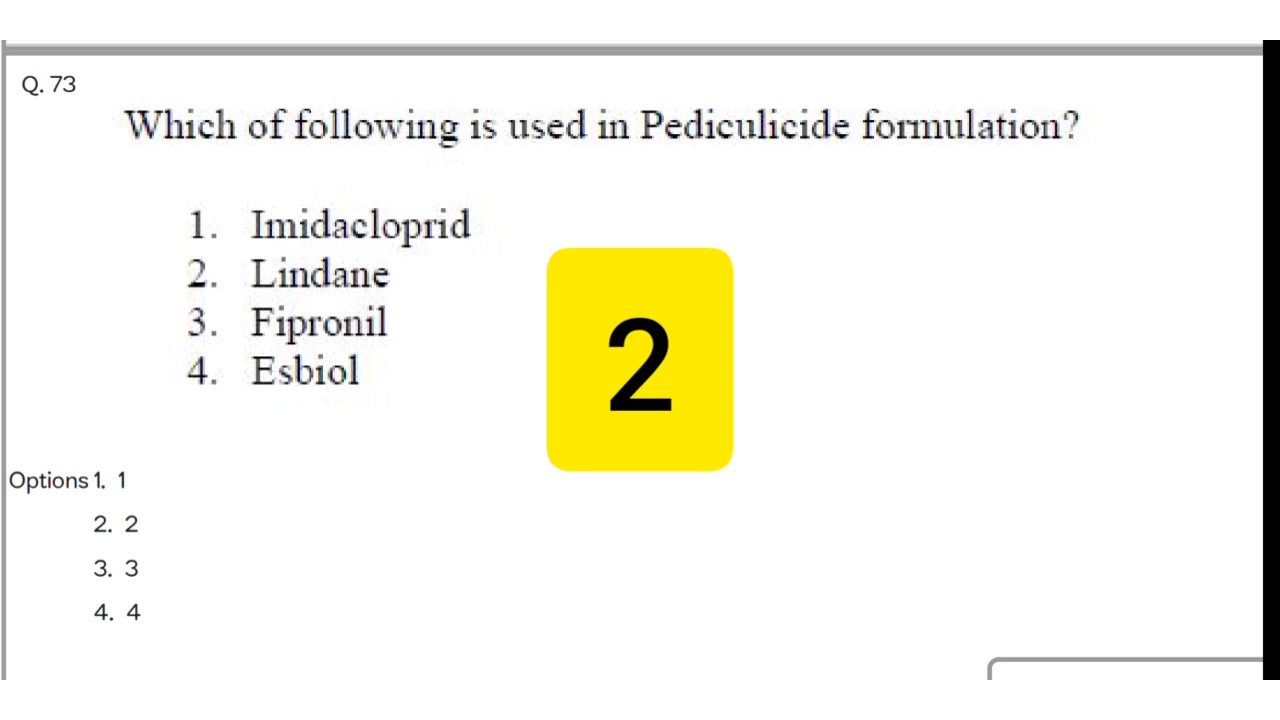 Q. 73
Which of following is used in Pediculicide formulation?
1. Imidacloprid
2. Lindane
3. Fipronil
4. Esbiol
2
Options 1. 1
2. 2
3. 3
4. 4